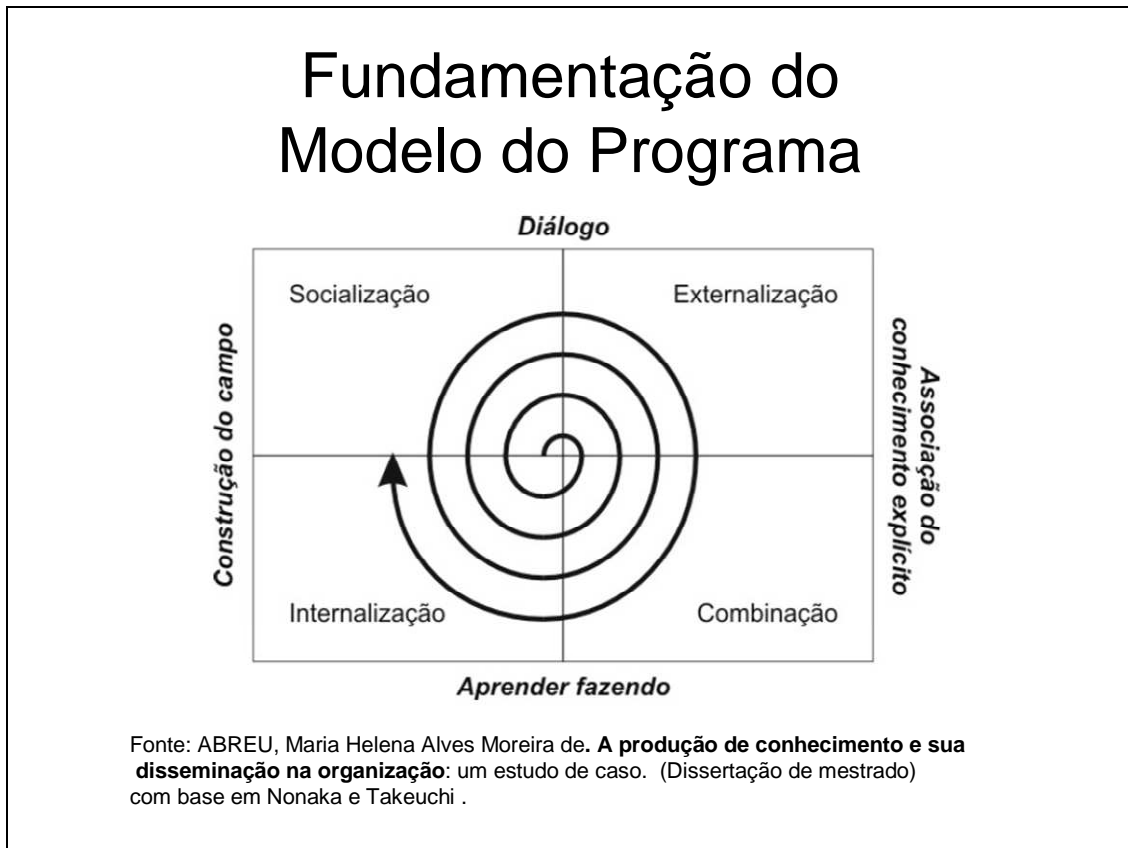 Fundamentação do
Modelo do Programa
Diálogo
Socialização
Externalização
Construção do campo
Associação do
conhecimento explícito
Internalização
Combinação
Aprender fazendo
Fonte: ABREU, Maria Helena Alves Moreira de. A produção de conhecimento e sua
disseminação na organização: um estudo de caso. (Dissertação de mestrado)
com base em Nonaka e Takeuchi .